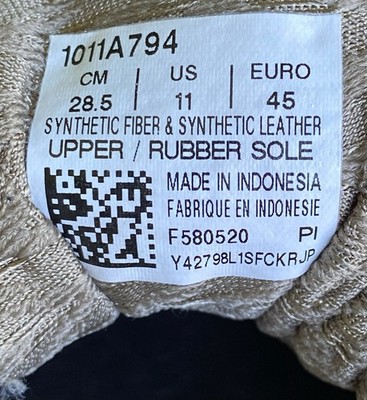 1011A794
CM | US | EURO
28.5 | 11 | 45
SYNTHETIC FIBER & SYNTHETIC LEATHER
UPPER / RUBBER SOLE
MADE IN INDONESIA
FABRIQUE EN INDONESIE
F580520 PI
Y42798L1SFCKRJP